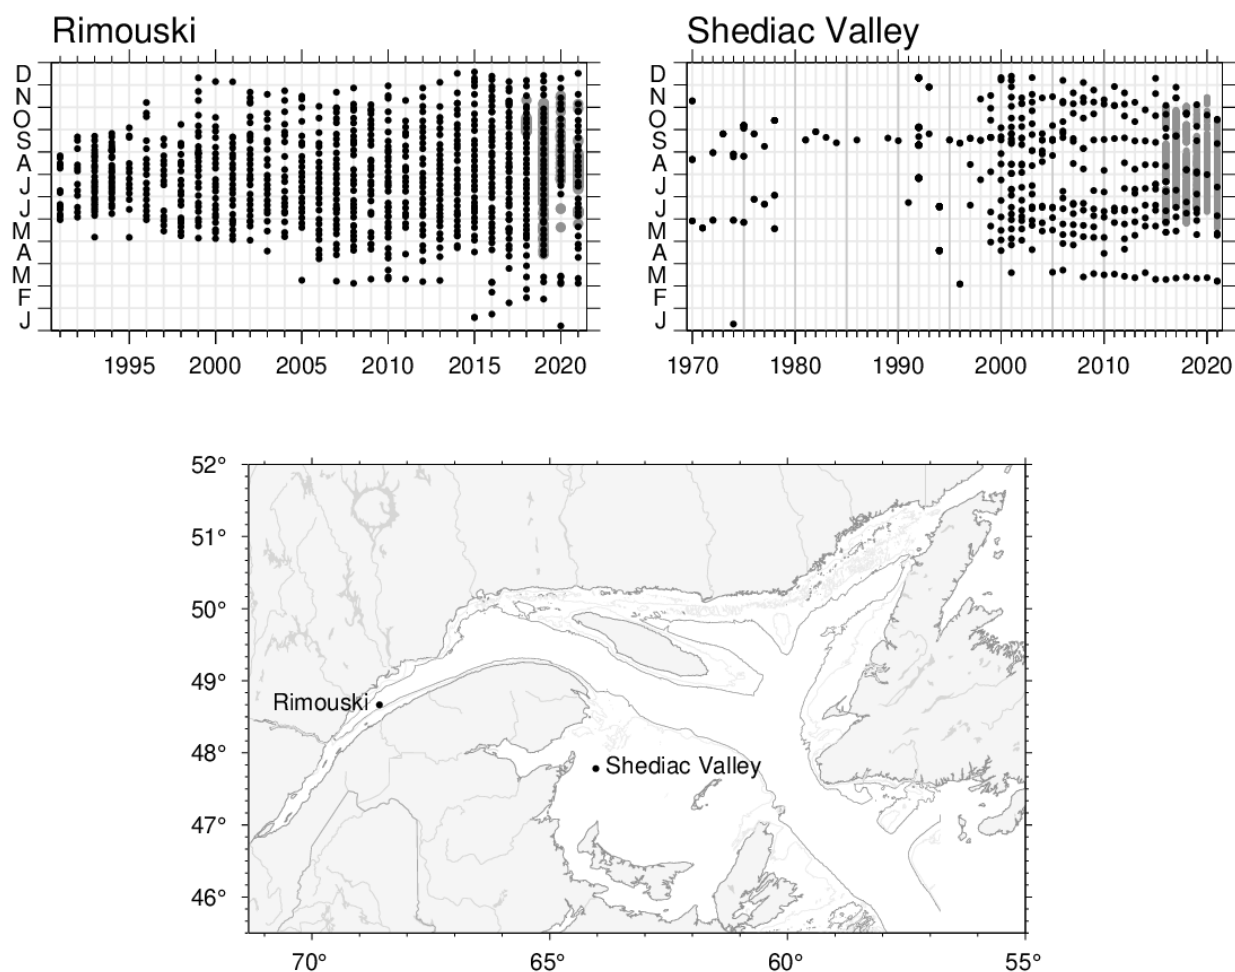 Rimouski
Shediac Valley
D
N
O
S
A
J
J
M
A
M
F
J
D
N
O
S
A
J
J
M
A
M
F
J
1995 2000 2005 2010 2015 2020
1970 1980 1990 2000 2010 2020
52°
51°
50°
49°
Rimouski
48°
Shediac Valley
47°
46°
70° 65° 60° 55°